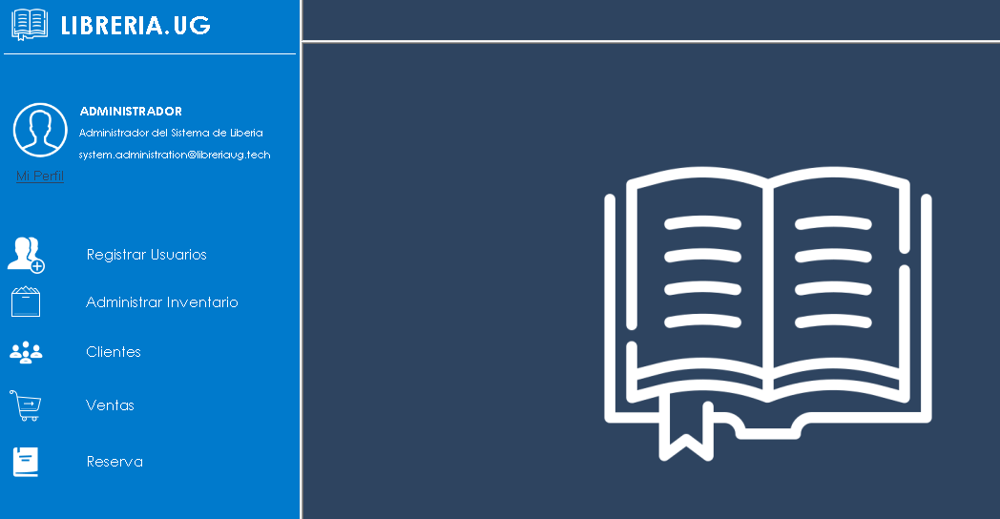 LIBRERIA.UG
ADMINISTRADOR
Administrador del Sistema de Liberia
system.administration@libreriaug.tech
Mi Perfil
Registrar Usuarios
Administrar Inventario
Clientes
Ventas
Reserva